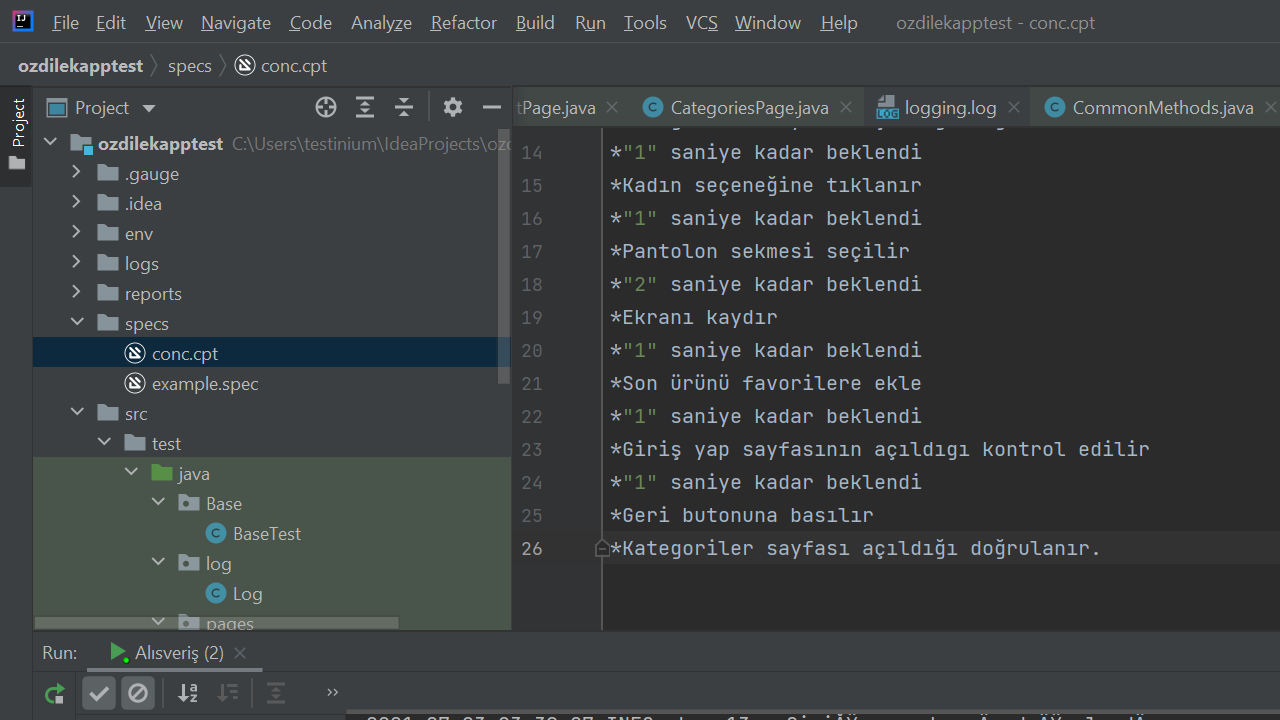 File Edit View Navigate Code Analyze Refactor Build Run Tools VCS Window Help ozdilekapptest - conc.cpt
ozdilekapptest specs conc.cpt
Project
Project
tPage.java CategoriesPage.java logging.log CommonMethods.java
ozdilekapptest C:\Users\testinium\IdeaProjects\ozd
.gauge
.idea
env
logs
reports
specs
conc.cpt
example.spec
src
test
java
Base
BaseTest
log
Log
pages
14 *"1" saniye kadar beklendi
15 *Kadın seçeneğine tıklanır
16 *"1" saniye kadar beklendi
17 *Pantolon sekmesi seçilir
18 *"2" saniye kadar beklendi
19 *Ekranı kaydır
20 *"1" saniye kadar beklendi
21 *Son ürünü favorilere ekle
22 *"1" saniye kadar beklendi
23 *Giriş yap sayfasının açıldıgı kontrol edilir
24 *"1" saniye kadar beklendi
25 *Geri butonuna basılır
26 *Kategoriler sayfası açıldığı doğrulanır.
Run: Alısveriş (2)